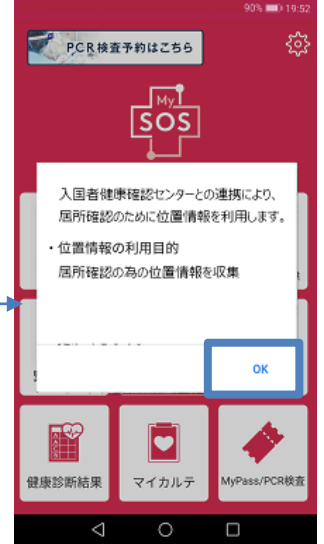 90% 19:52
PCR検査予約はこちら
My
SOS
入国者健康確認センターとの連携により、
居所確認のために位置情報を利用します。
・位置情報の利用目的
居所確認の為の位置情報を収集
OK
健康診断結果
マイカルテ
MyPass/PCR検査